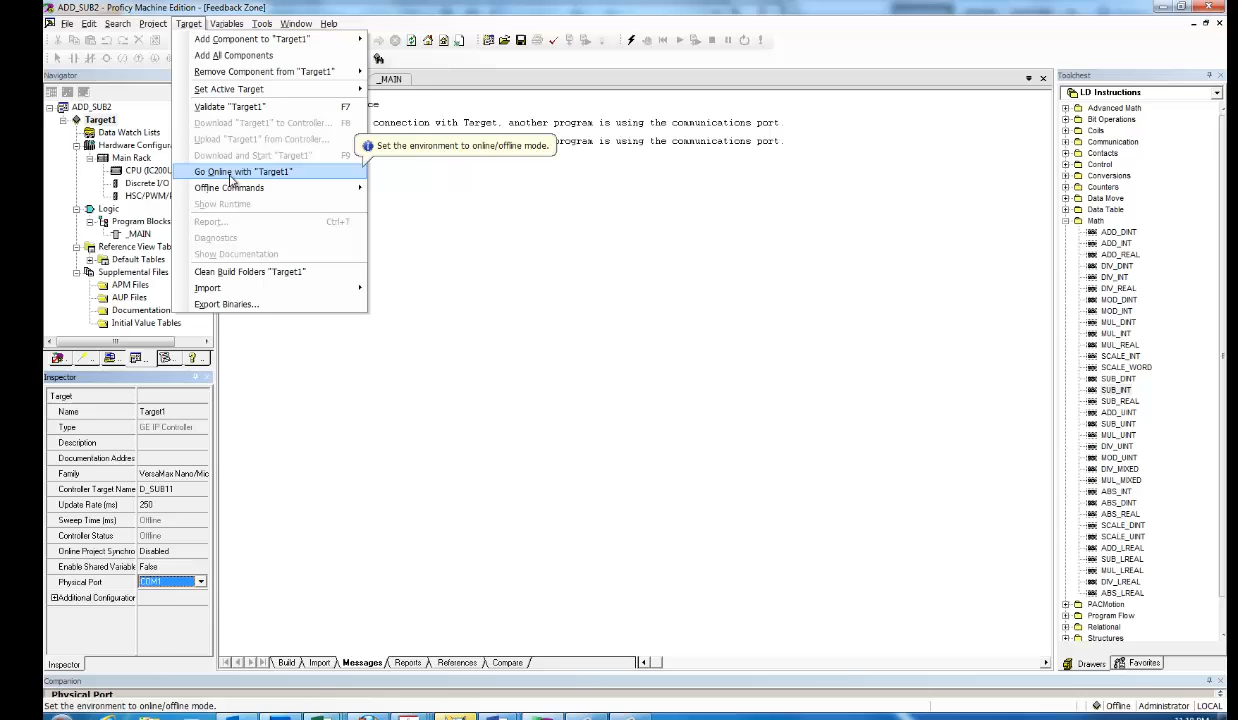 ADD_SUB2 - Proficy Machine Edition - [Feedback Zone]
File Edit Search Project Target Variables Tools Window Help
Navigator
ADD_SUB2
Target1
Data Watch Lists
Hardware Configu
Main Rack
CPU (IC200U
Discrete I/O
HSC/PWM/P
Logic
Program Blocks
_MAIN
Reference View Tab
Default Tables
Supplemental Files
APM Files
AUP Files
Documentation
Initial Value Tables
Add Component to "Target1"
Add All Components
Remove Component from "Target1"
Set Active Target
Validate "Target1" F7
Download "Target1" to Controller... F8
Upload "Target1" from Controller...
Download and Start "Target1" F9
Go Online with "Target1"
Offline Commands
Show Runtime
Report... Ctrl+T
Diagnostics
Show Documentation
Clean Build Folders "Target1"
Import
Export Binaries...
_MAIN
ce
connection with Target, another program is using the communications port.
rogram is using the communications port.
Set the environment to online/offline mode.
Inspector
Target
Name Target1
Type GE IP Controller
Description
Documentation Addres
Family VersaMax Nano/Mic
Controller Target Name D_SUB11
Update Rate (ms) 250
Sweep Time (ms) Offline
Controller Status Offline
Online Project Synchro Disabled
Enable Shared Variable False
Physical Port COM1
Additional Configuration
Inspector
Build Import Messages Reports References Compare
Toolchest
LD Instructions
Advanced Math
Bit Operations
Coils
Communication
Contacts
Control
Conversions
Counters
Data Move
Data Table
Math
ADD_DINT
ADD_INT
ADD_REAL
DIV_DINT
DIV_INT
DIV_REAL
MOD_DINT
MOD_INT
MUL_DINT
MUL_INT
MUL_REAL
SCALE_INT
SCALE_WORD
SUB_DINT
SUB_INT
SUB_REAL
ADD_UINT
SUB_UINT
MUL_UINT
DIV_UINT
MOD_UINT
DIV_MIXED
MUL_MIXED
ABS_INT
ABS_DINT
ABS_REAL
SCALE_DINT
SCALE_UINT
ADD_LREAL
SUB_LREAL
MUL_LREAL
DIV_LREAL
ABS_LREAL
PACMotion
Program Flow
Relational
Structures
Drawers Favorites
Companion
Physical Port
Set the environment to online/offline mode.
Offline Administrator LOCAL